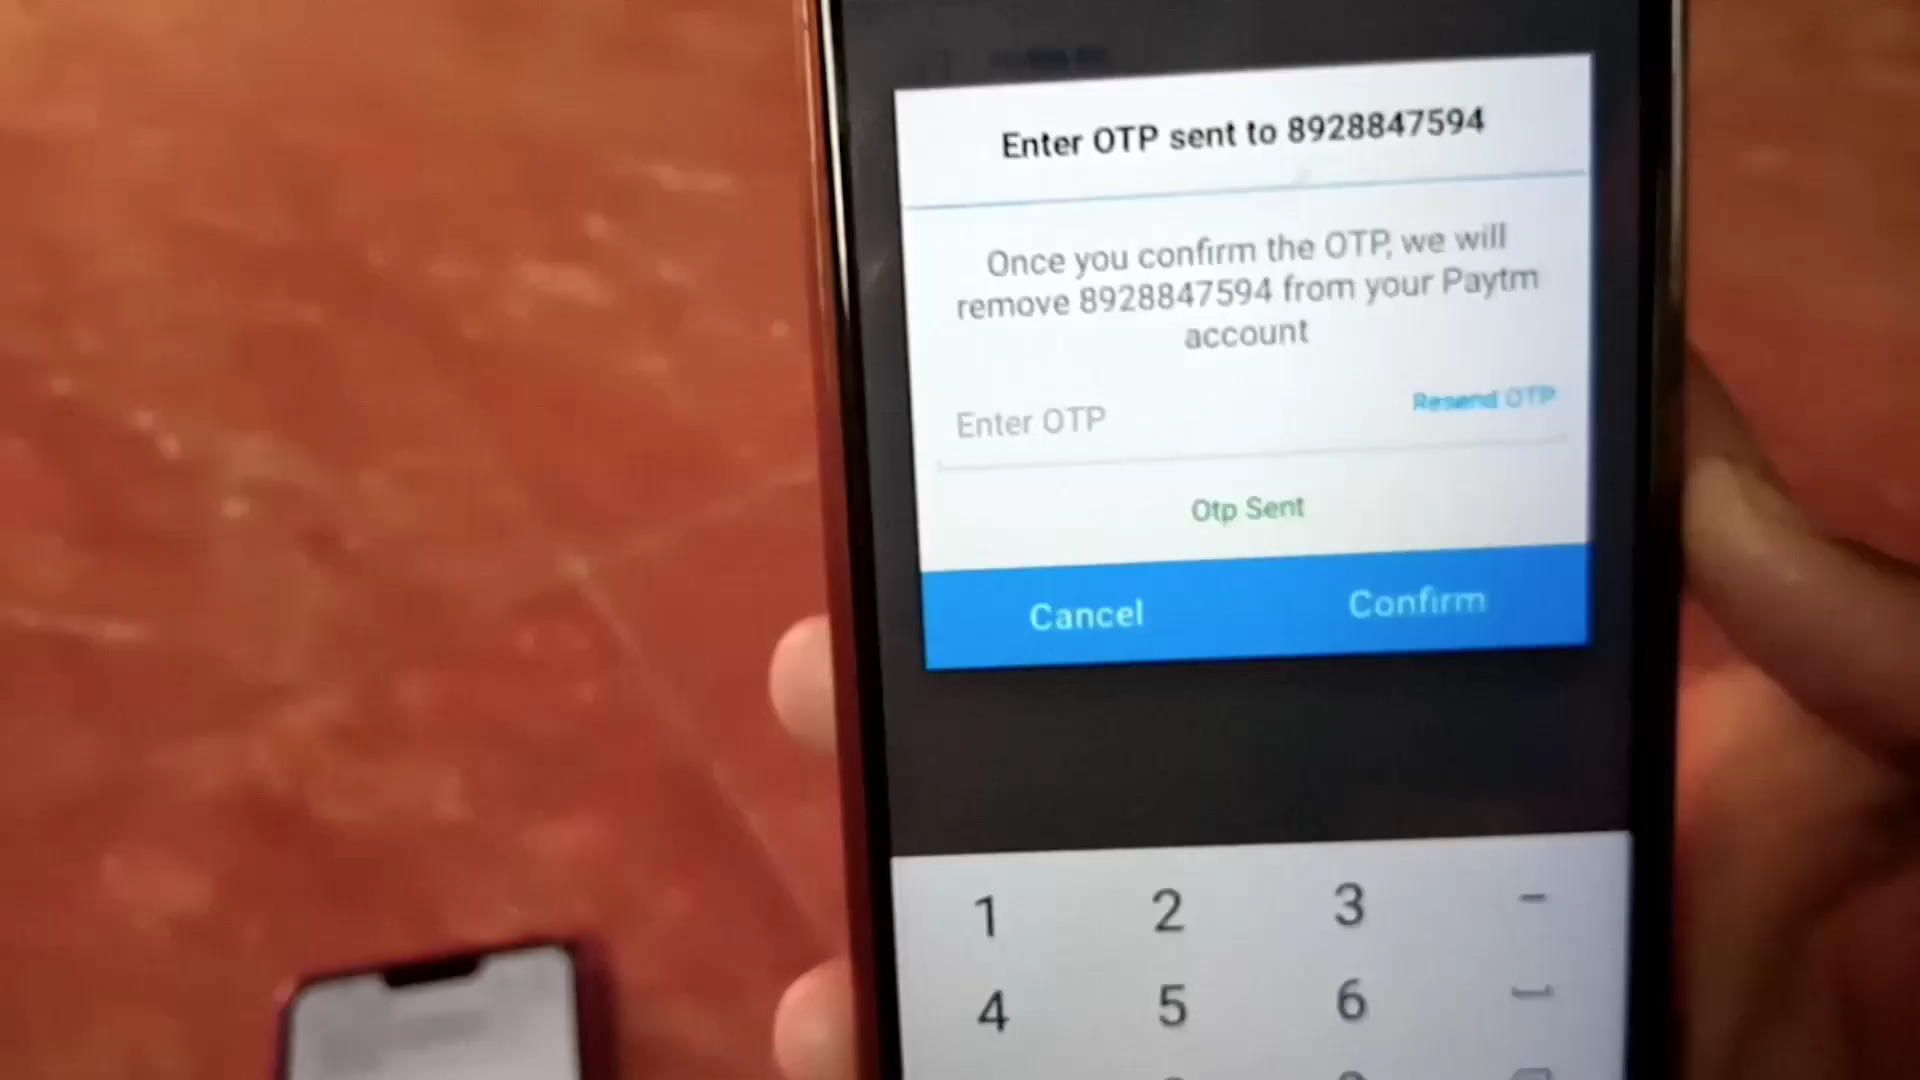 Enter OTP sent to 8928847594
Once you confirm the OTP, we will
remove 8928847594 from your Paytm
account
Enter OTP
Resend OTP
Otp Sent
Cancel
Confirm
1 2 3 -
4 5 6